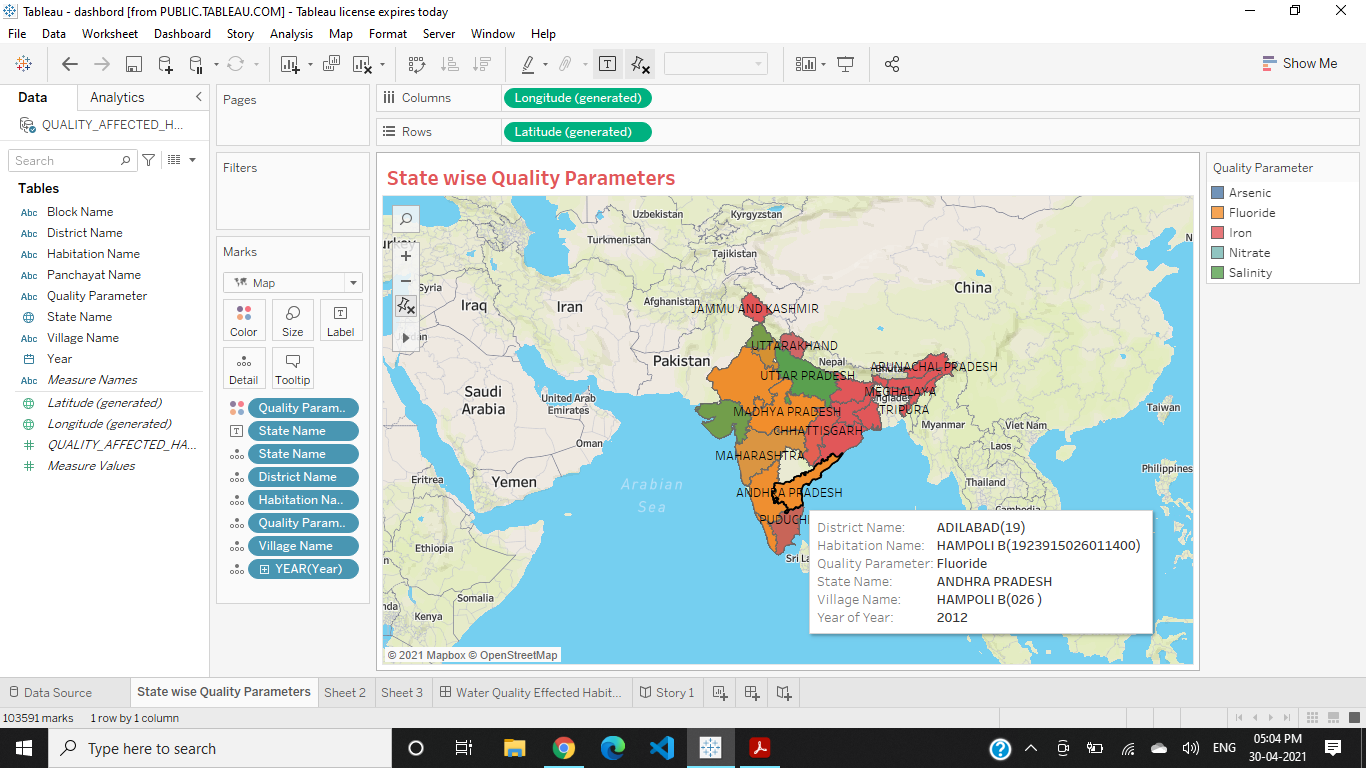 Tableau - dashbord [from PUBLIC.TABLEAU.COM] - Tableau license expires today
File Data Worksheet Dashboard Story Analysis Map Format Server Window Help
Show Me
Data Analytics
QUALITY_AFFECTED_H...
Search
Tables
Abc Block Name
Abc District Name
Abc Habitation Name
Abc Panchayat Name
Abc Quality Parameter
State Name
Abc Village Name
Year
Abc Measure Names
Latitude (generated)
Longitude (generated)
QUALITY_AFFECTED_HA...
Measure Values
Pages
Filters
Marks
Map
Color Size Label
Detail Tooltip
Quality Param..
State Name
State Name
District Name
Habitation Na..
Quality Param..
Village Name
YEAR(Year)
Columns Longitude (generated)
Rows Latitude (generated)
State wise Quality Parameters
Uzbekistan
Kyrgyzstan
Turkmenistan
Tajikistan
Syria
Iraq
Iran
Afghanistan
China
JAMMU AND KASHMIR
UTTARAKHAND
Pakistan
Nepal
ARUNACHAL PRADESH
UTTAR PRADESH
Saudi
Arabia
United Arab
Emirates
MEGHALAYA
MADHYA PRADESH
TRIPURA
Taiwan
Myanmar
Viet Nam
CHHATTISGARH
Oman
Laos
MAHARASHTRA
Philippines
Eritrea
Yemen
Arabian
Sea
Thailand
ANDHRA PRADESH
Cambodia
PUDUCHE
Ethiopia
Sri La
Somalia
Kenya
District Name: ADILABAD(19)
Habitation Name: HAMPOLI B(1923915026011400)
Quality Parameter: Fluoride
State Name: ANDHRA PRADESH
Village Name: HAMPOLI B(026 )
Year of Year: 2012
© 2021 Mapbox © OpenStreetMap
Quality Parameter
Arsenic
Fluoride
Iron
Nitrate
Salinity
Data Source State wise Quality Parameters Sheet 2 Sheet 3 Water Quality Effected Habit... Story 1
103591 marks 1 row by 1 column
Type here to search
ENG
05:04 PM
30-04-2021